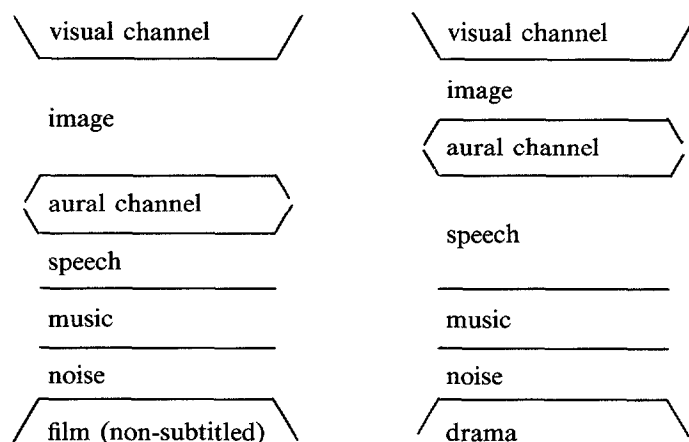 visual channel
image
aural channel
speech
music
noise
film (non-subtitled)
visual channel
image
aural channel
speech
music
noise
drama